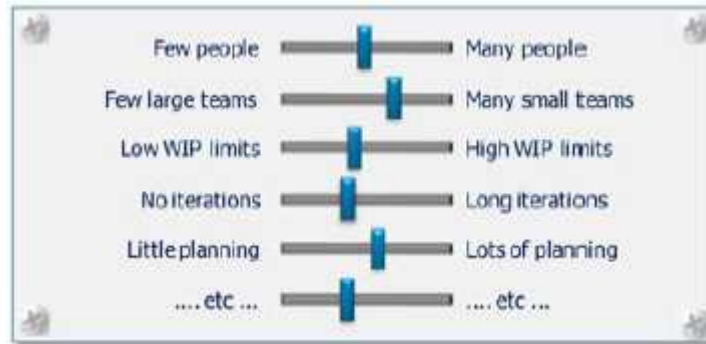 Few people Many people
Few large teams Many small teams
Low WIP limits High WIP limits
No iterations Long iterations
Little planning Lots of planning
.... etc ... .... etc ...